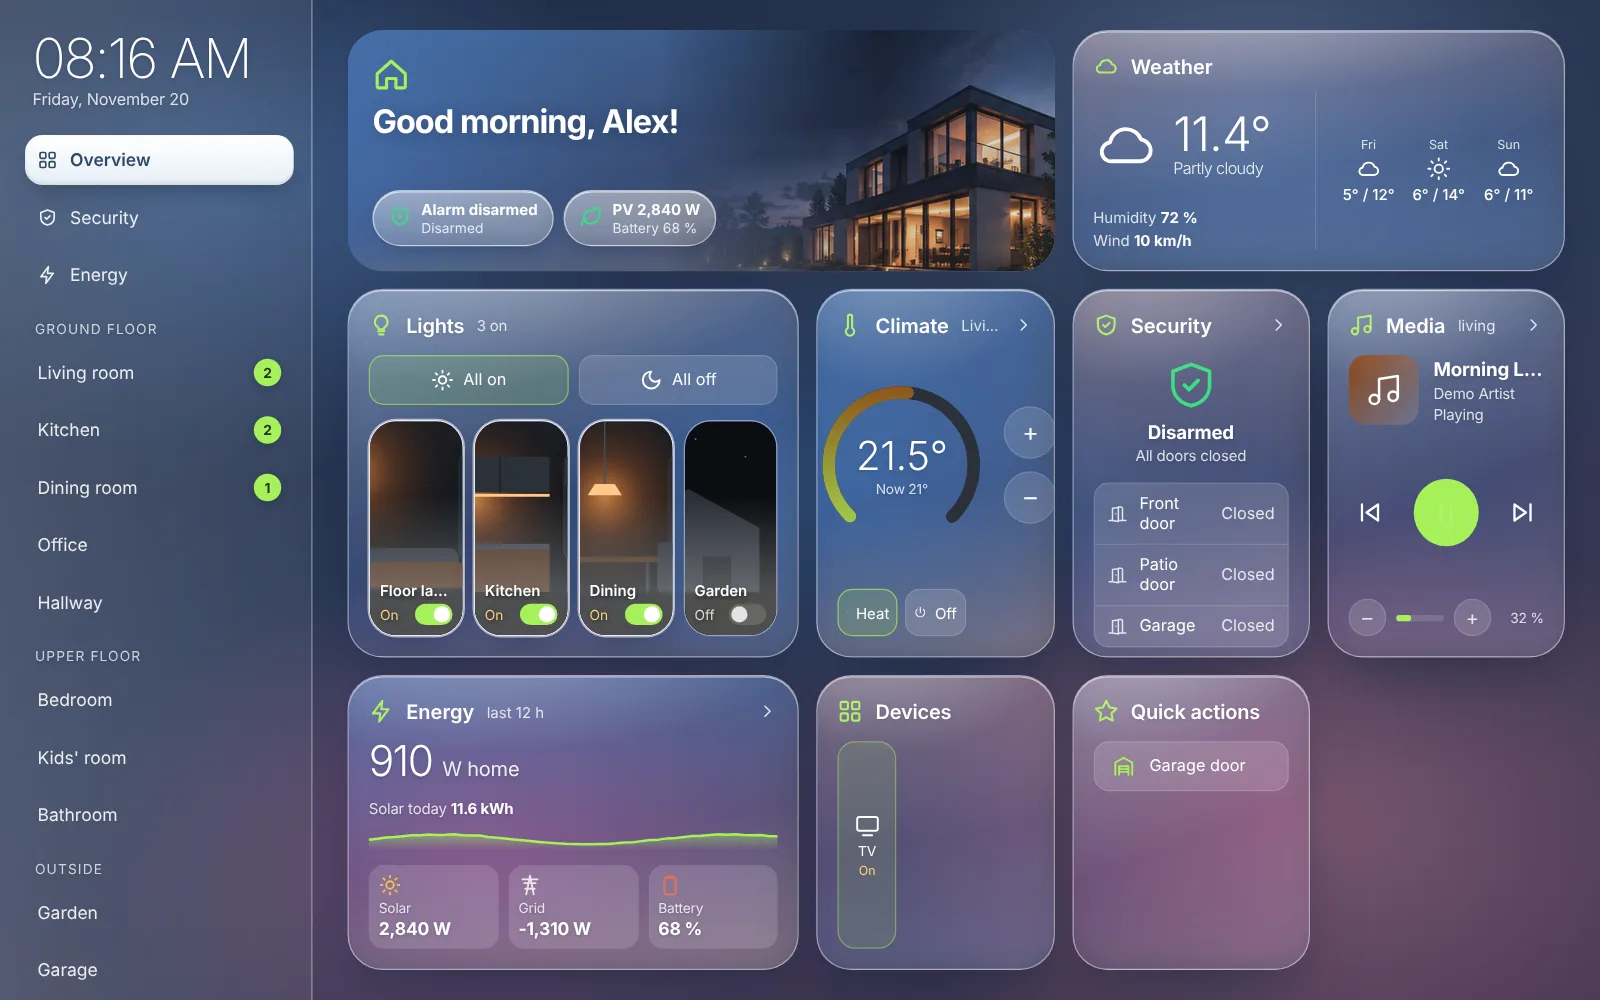 08:16 AM
Friday, November 20
Overview
Security
Energy
GROUND FLOOR
Living room 2
Kitchen 2
Dining room 1
Office
Hallway
UPPER FLOOR
Bedroom
Kids' room
Bathroom
OUTSIDE
Garden
Garage
Good morning, Alex!
Alarm disarmed
Disarmed
PV 2,840 W
Battery 68 %
Weather
11.4°
Partly cloudy
Humidity 72 %
Wind 10 km/h
Fri Sat Sun
5° / 12° 6° / 14° 6° / 11°
Lights 3 on
All on All off
Floor la...
On
Kitchen
On
Dining
On
Garden
Off
Climate Livi...
21.5°
Now 21°
+
−
Heat Off
Security
Disarmed
All doors closed
Front door Closed
Patio door Closed
Garage Closed
Media living
Morning L...
Demo Artist
Playing
− + 32 %
Energy last 12 h
910 W home
Solar today 11.6 kWh
Solar
2,840 W
Grid
-1,310 W
Battery
68 %
Devices
TV
On
Quick actions
Garage door